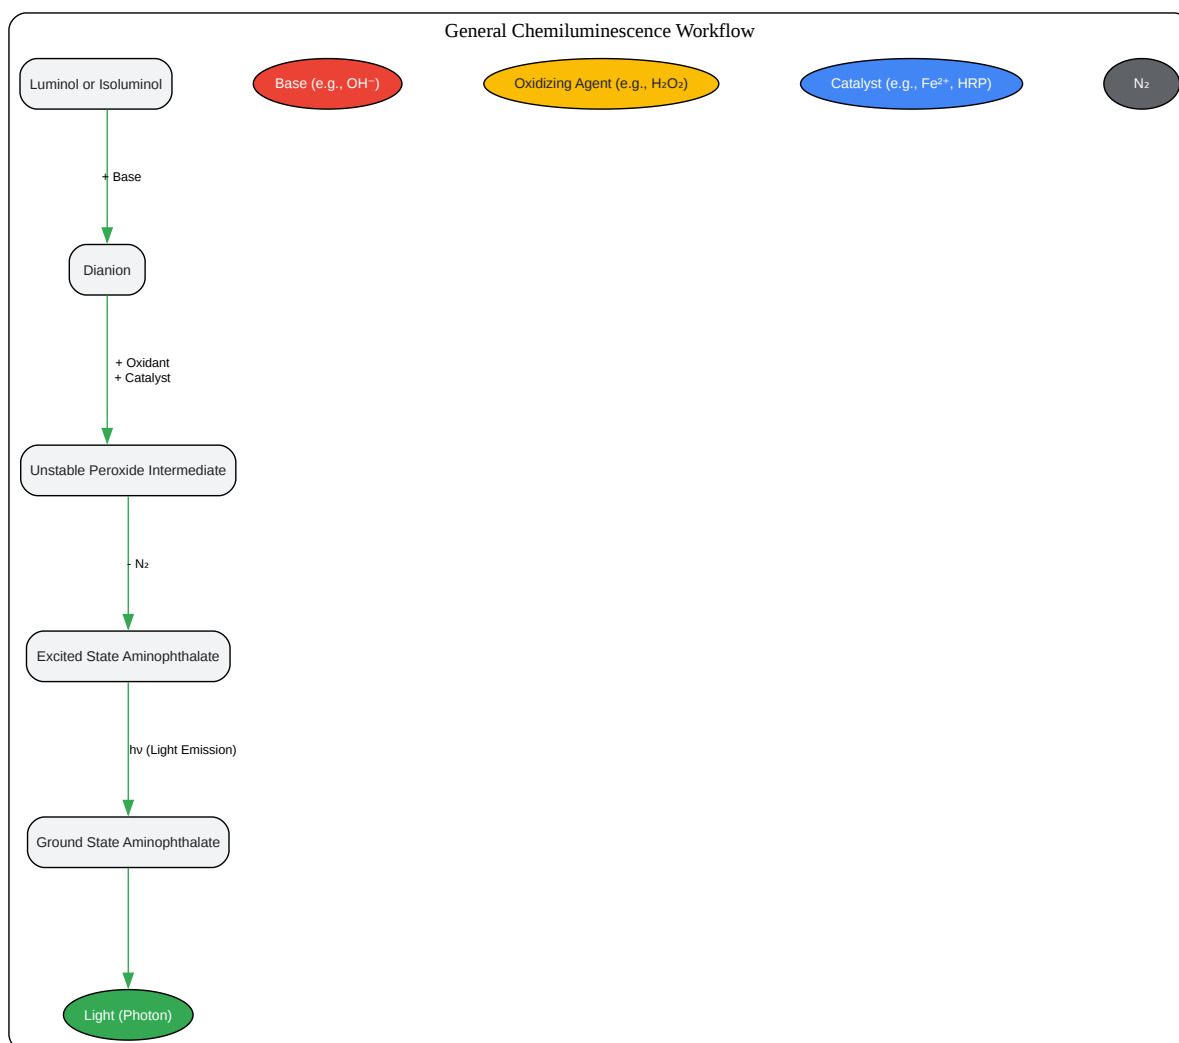 General Chemiluminescence Workflow
Luminol or Isoluminol
Base (e.g., OH⁻)
Oxidizing Agent (e.g., H₂O₂)
Catalyst (e.g., Fe²⁺, HRP)
N₂
+ Base
Dianion
+ Oxidant
+ Catalyst
Unstable Peroxide Intermediate
- N₂
Excited State Aminophthalate
hν (Light Emission)
Ground State Aminophthalate
Light (Photon)